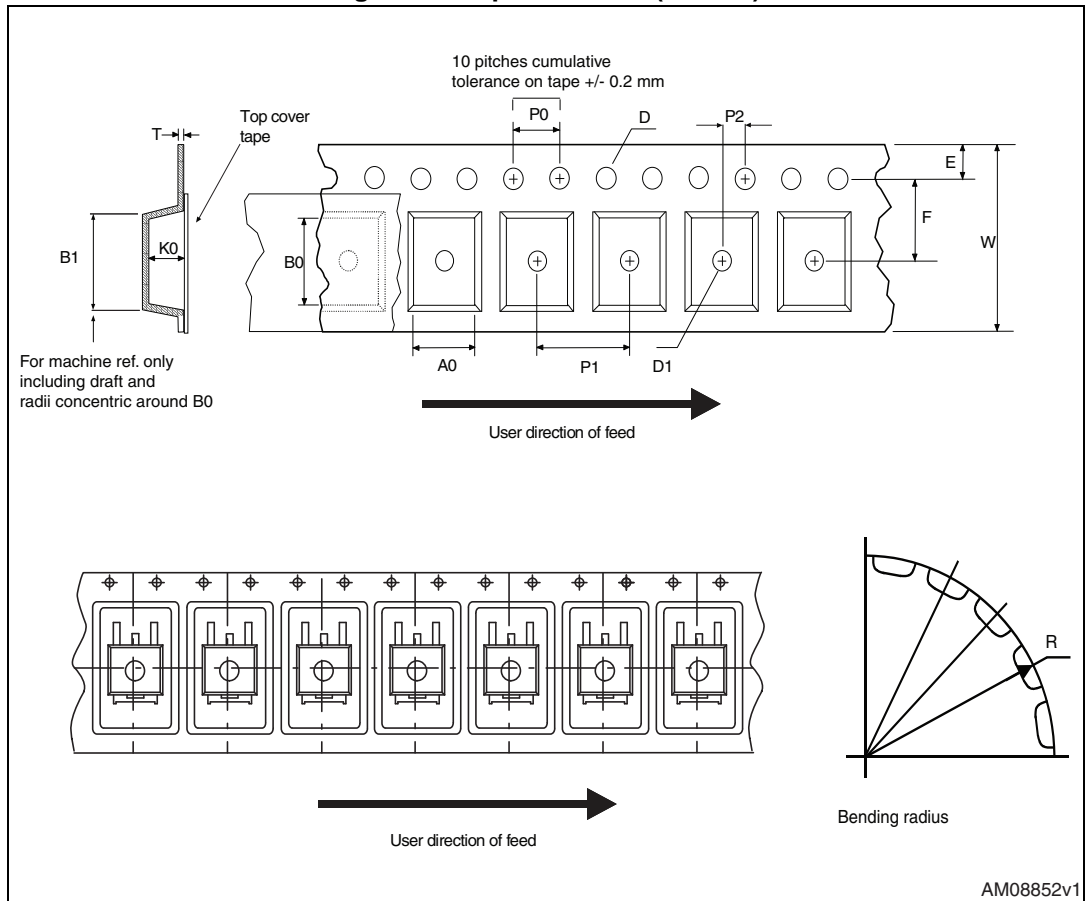 10 pitches cumulative
tolerance on tape +/- 0.2 mm
P0
D
P2
T
Top cover
tape
E
F
W
B1
K0
B0
For machine ref. only
including draft and
radii concentric around B0
A0
P1
D1
User direction of feed
R
Bending radius
User direction of feed
AM08852v1